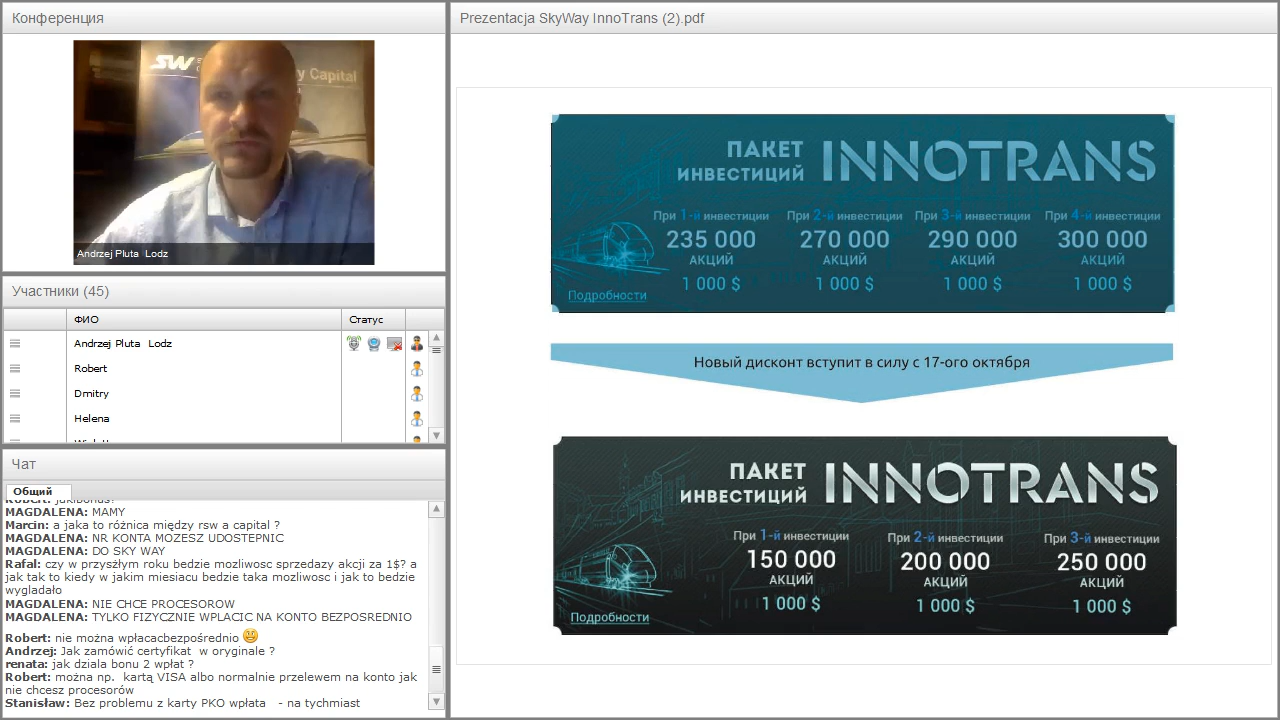 Конференция
SW
y Capital
Andrzej Pluta Lodz
Участники (45)
ФИО
Статус
Andrzej Pluta Lodz
Robert
Dmitry
Helena
Чат
Общий
Robert: jakibonus?
MAGDALENA: MAMY
Marcin: a jaka to różnica między rsw a capital ?
MAGDALENA: NR KONTA MOZESZ UDOSTEPNIC
MAGDALENA: DO SKY WAY
Rafal: czy w przyszłym roku bedzie mozliwosc sprzedazy akcji za 1$? a
jak tak to kiedy w jakim miesiacu bedzie taka mozliwosc i jak to bedzie
wygladało
MAGDALENA: NIE CHCE PROCESOROW
MAGDALENA: TYLKO FIZYCZNIE WPLACIC NA KONTO BEZPOSREDNIO
Robert: nie można wpłacacbezpośrednio
Andrzej: Jak zamówić certyfikat w oryginale ?
renata: jak dziala bonu 2 wpłat ?
Robert: można np. kartą VISA albo normalnie przelewem na konto jak
nie chcesz procesorów
Stanisław: Bez problemu z karty PKO wpłata - na tychmiast
Prezentacja SkyWay InnoTrans (2).pdf
ПАКЕТ
ИНВЕСТИЦИЙ
INNOTRANS
При 1-й инвестиции
235 000
АКЦИЙ
1 000 $
При 2-й инвестиции
270 000
АКЦИЙ
1 000 $
При 3-й инвестиции
290 000
АКЦИЙ
1 000 $
При 4-й инвестиции
300 000
АКЦИЙ
1 000 $
Подробности
Новый дисконт вступит в силу с 17-ого октября
ПАКЕТ
ИНВЕСТИЦИЙ
INNOTRANS
При 1-й инвестиции
150 000
АКЦИЙ
1 000 $
При 2-й инвестиции
200 000
АКЦИЙ
1 000 $
При 3-й инвестиции
250 000
АКЦИЙ
1 000 $
Подробности